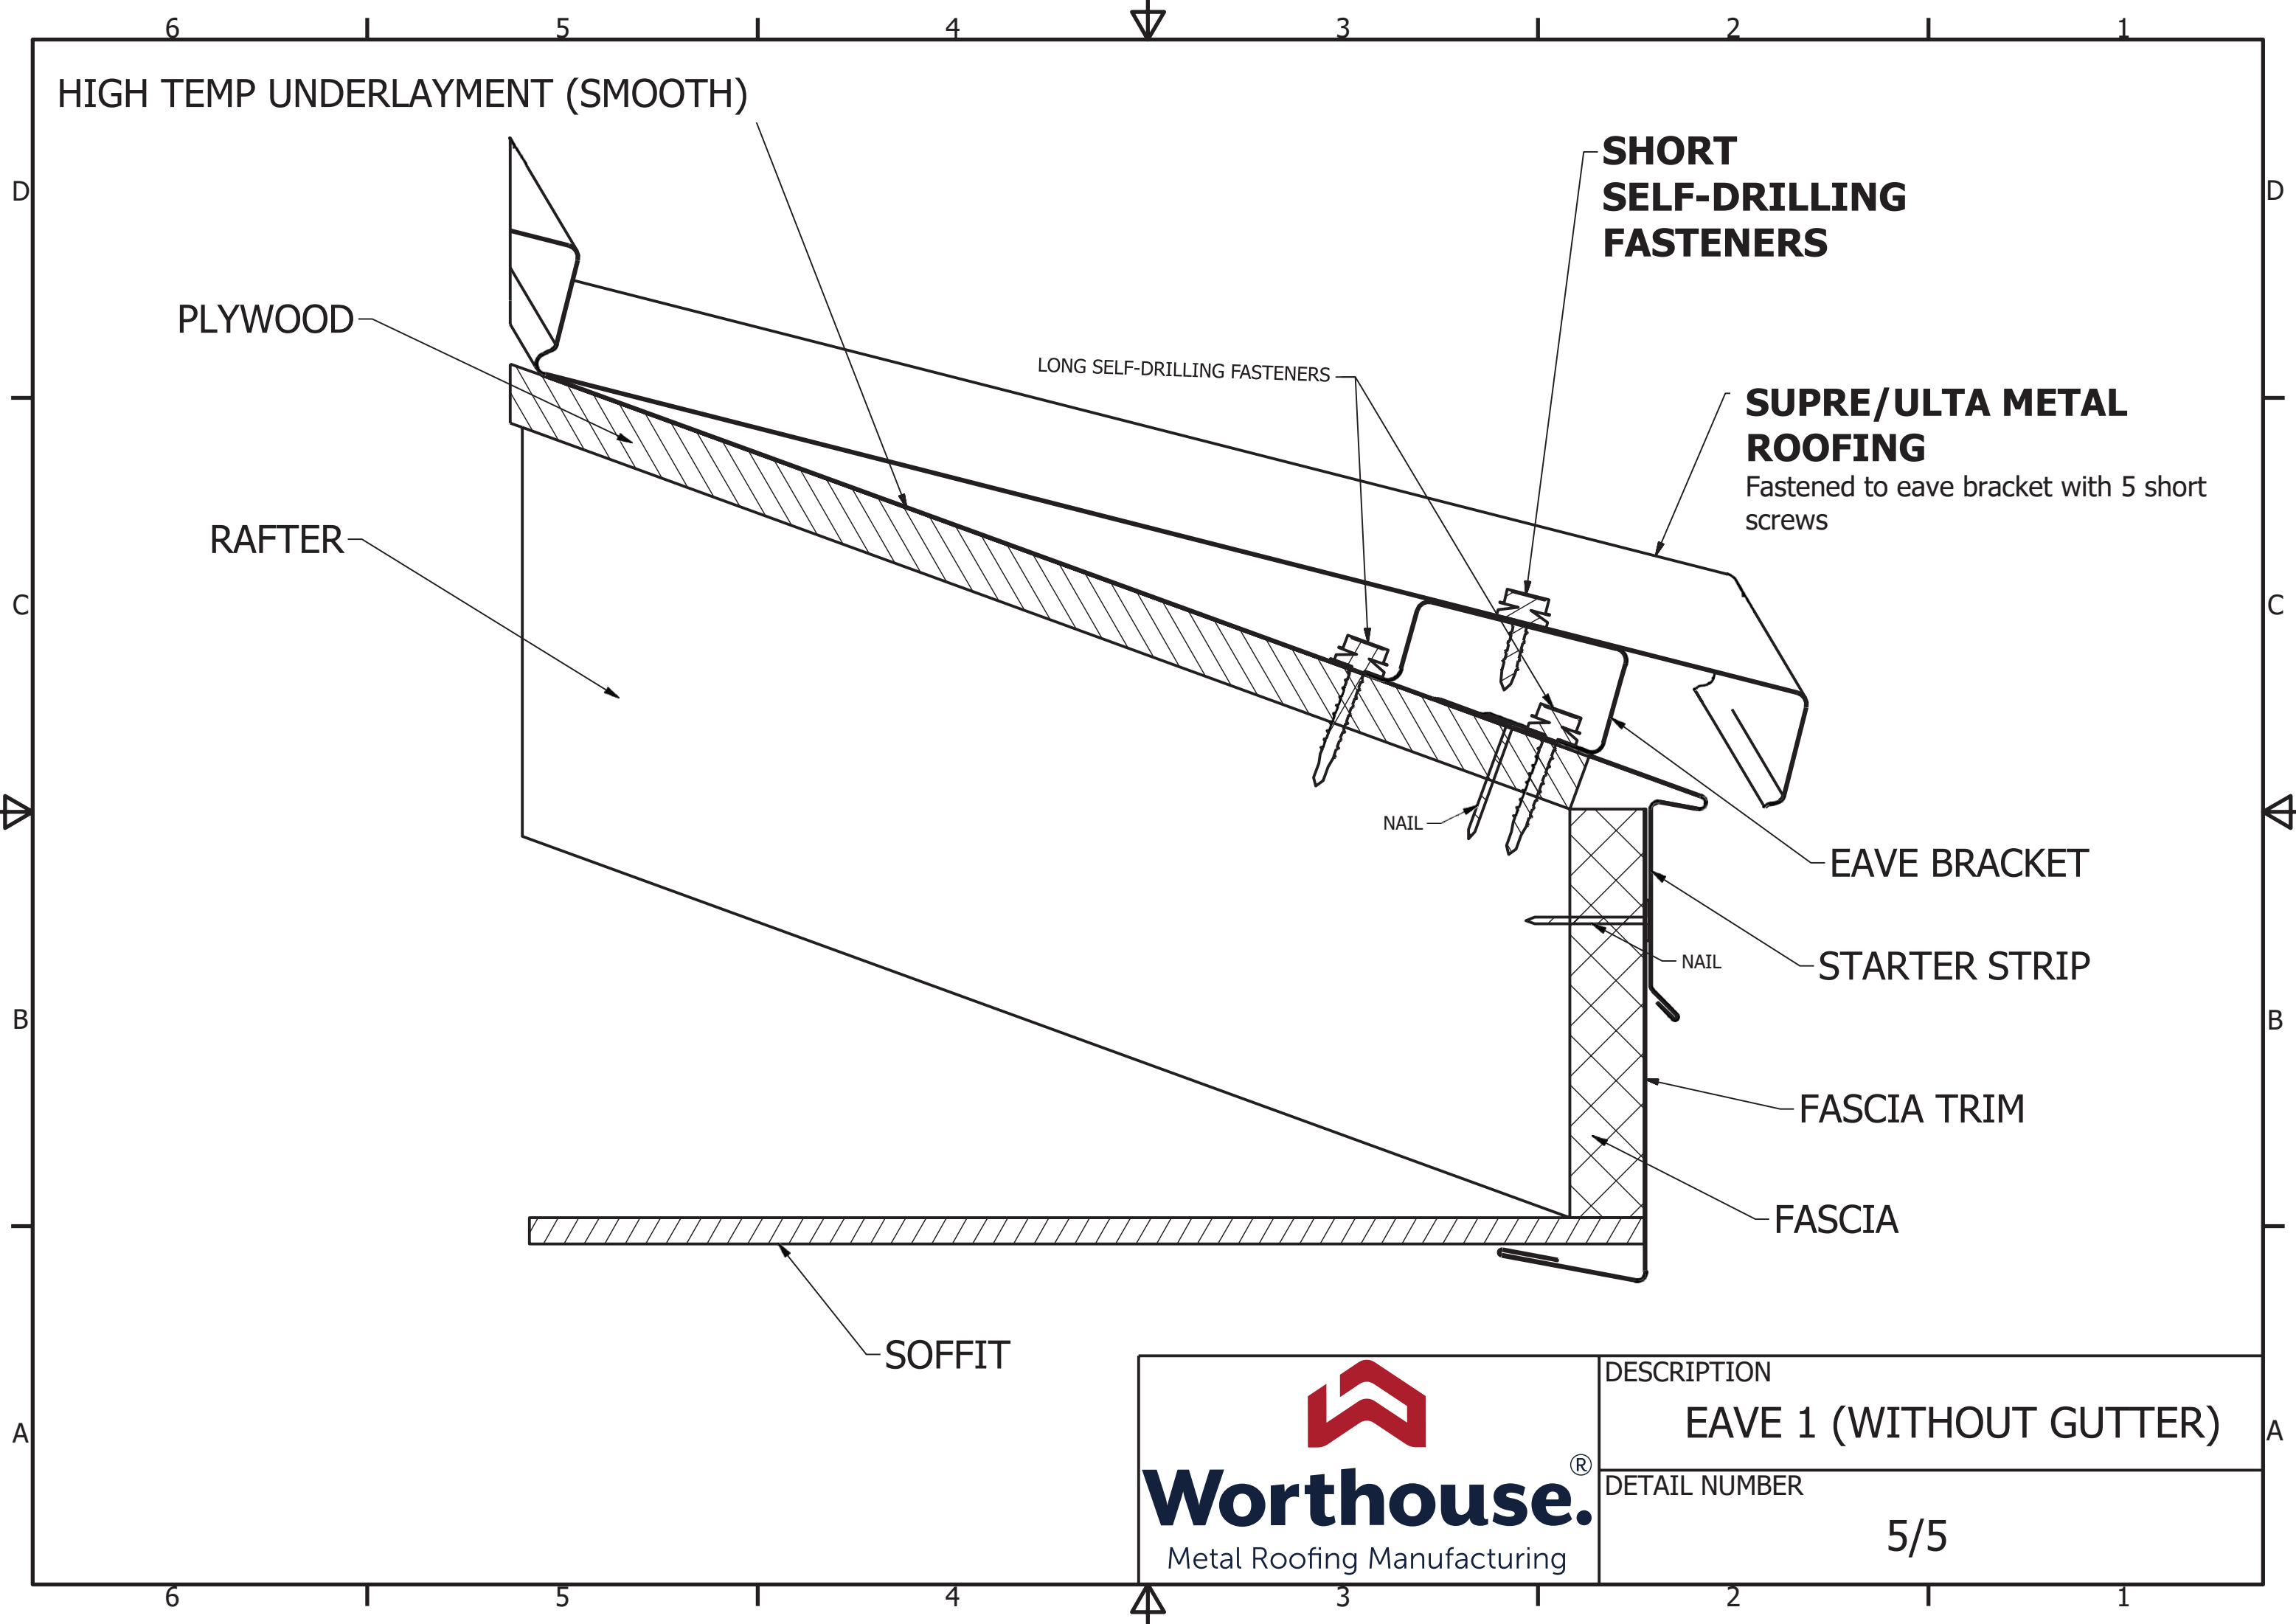 6 5 4 3 2 1
HIGH TEMP UNDERLAYMENT (SMOOTH)
SHORT
SELF-DRILLING
FASTENERS
D D
PLYWOOD
LONG SELF-DRILLING FASTENERS
SUPRE/ULTA METAL
ROOFING
Fastened to eave bracket with 5 short
screws
RAFTER
C C
NAIL
EAVE BRACKET
NAIL
STARTER STRIP
B B
FASCIA TRIM
FASCIA
SOFFIT
DESCRIPTION
EAVE 1 (WITHOUT GUTTER)
A A
Worthouse.®
Metal Roofing Manufacturing
DETAIL NUMBER
5/5
6 5 4 3 2 1